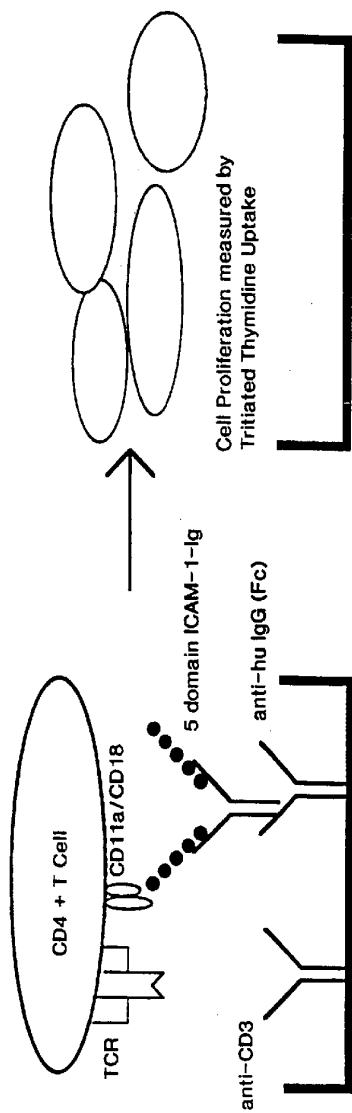 CD4 + T Cell
TCR
CD11a/CD18
5 domain ICAM-1-Ig
anti-CD3
anti-hu IgG (Fc)
Cell Proliferation measured by
Tritiated Thymidine Uptake